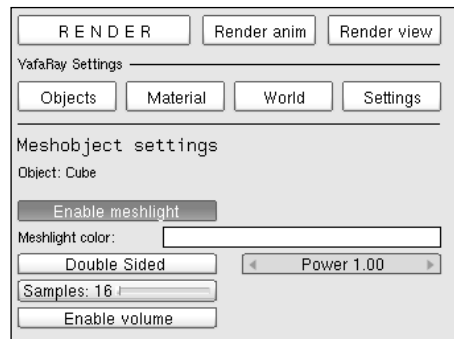 RENDER Render anim Render view
YafaRay Settings
Objects Material World Settings
Meshobject settings
Object: Cube
Enable meshlight
Meshlight color:
Double Sided Power 1.00
Samples: 16
Enable volume